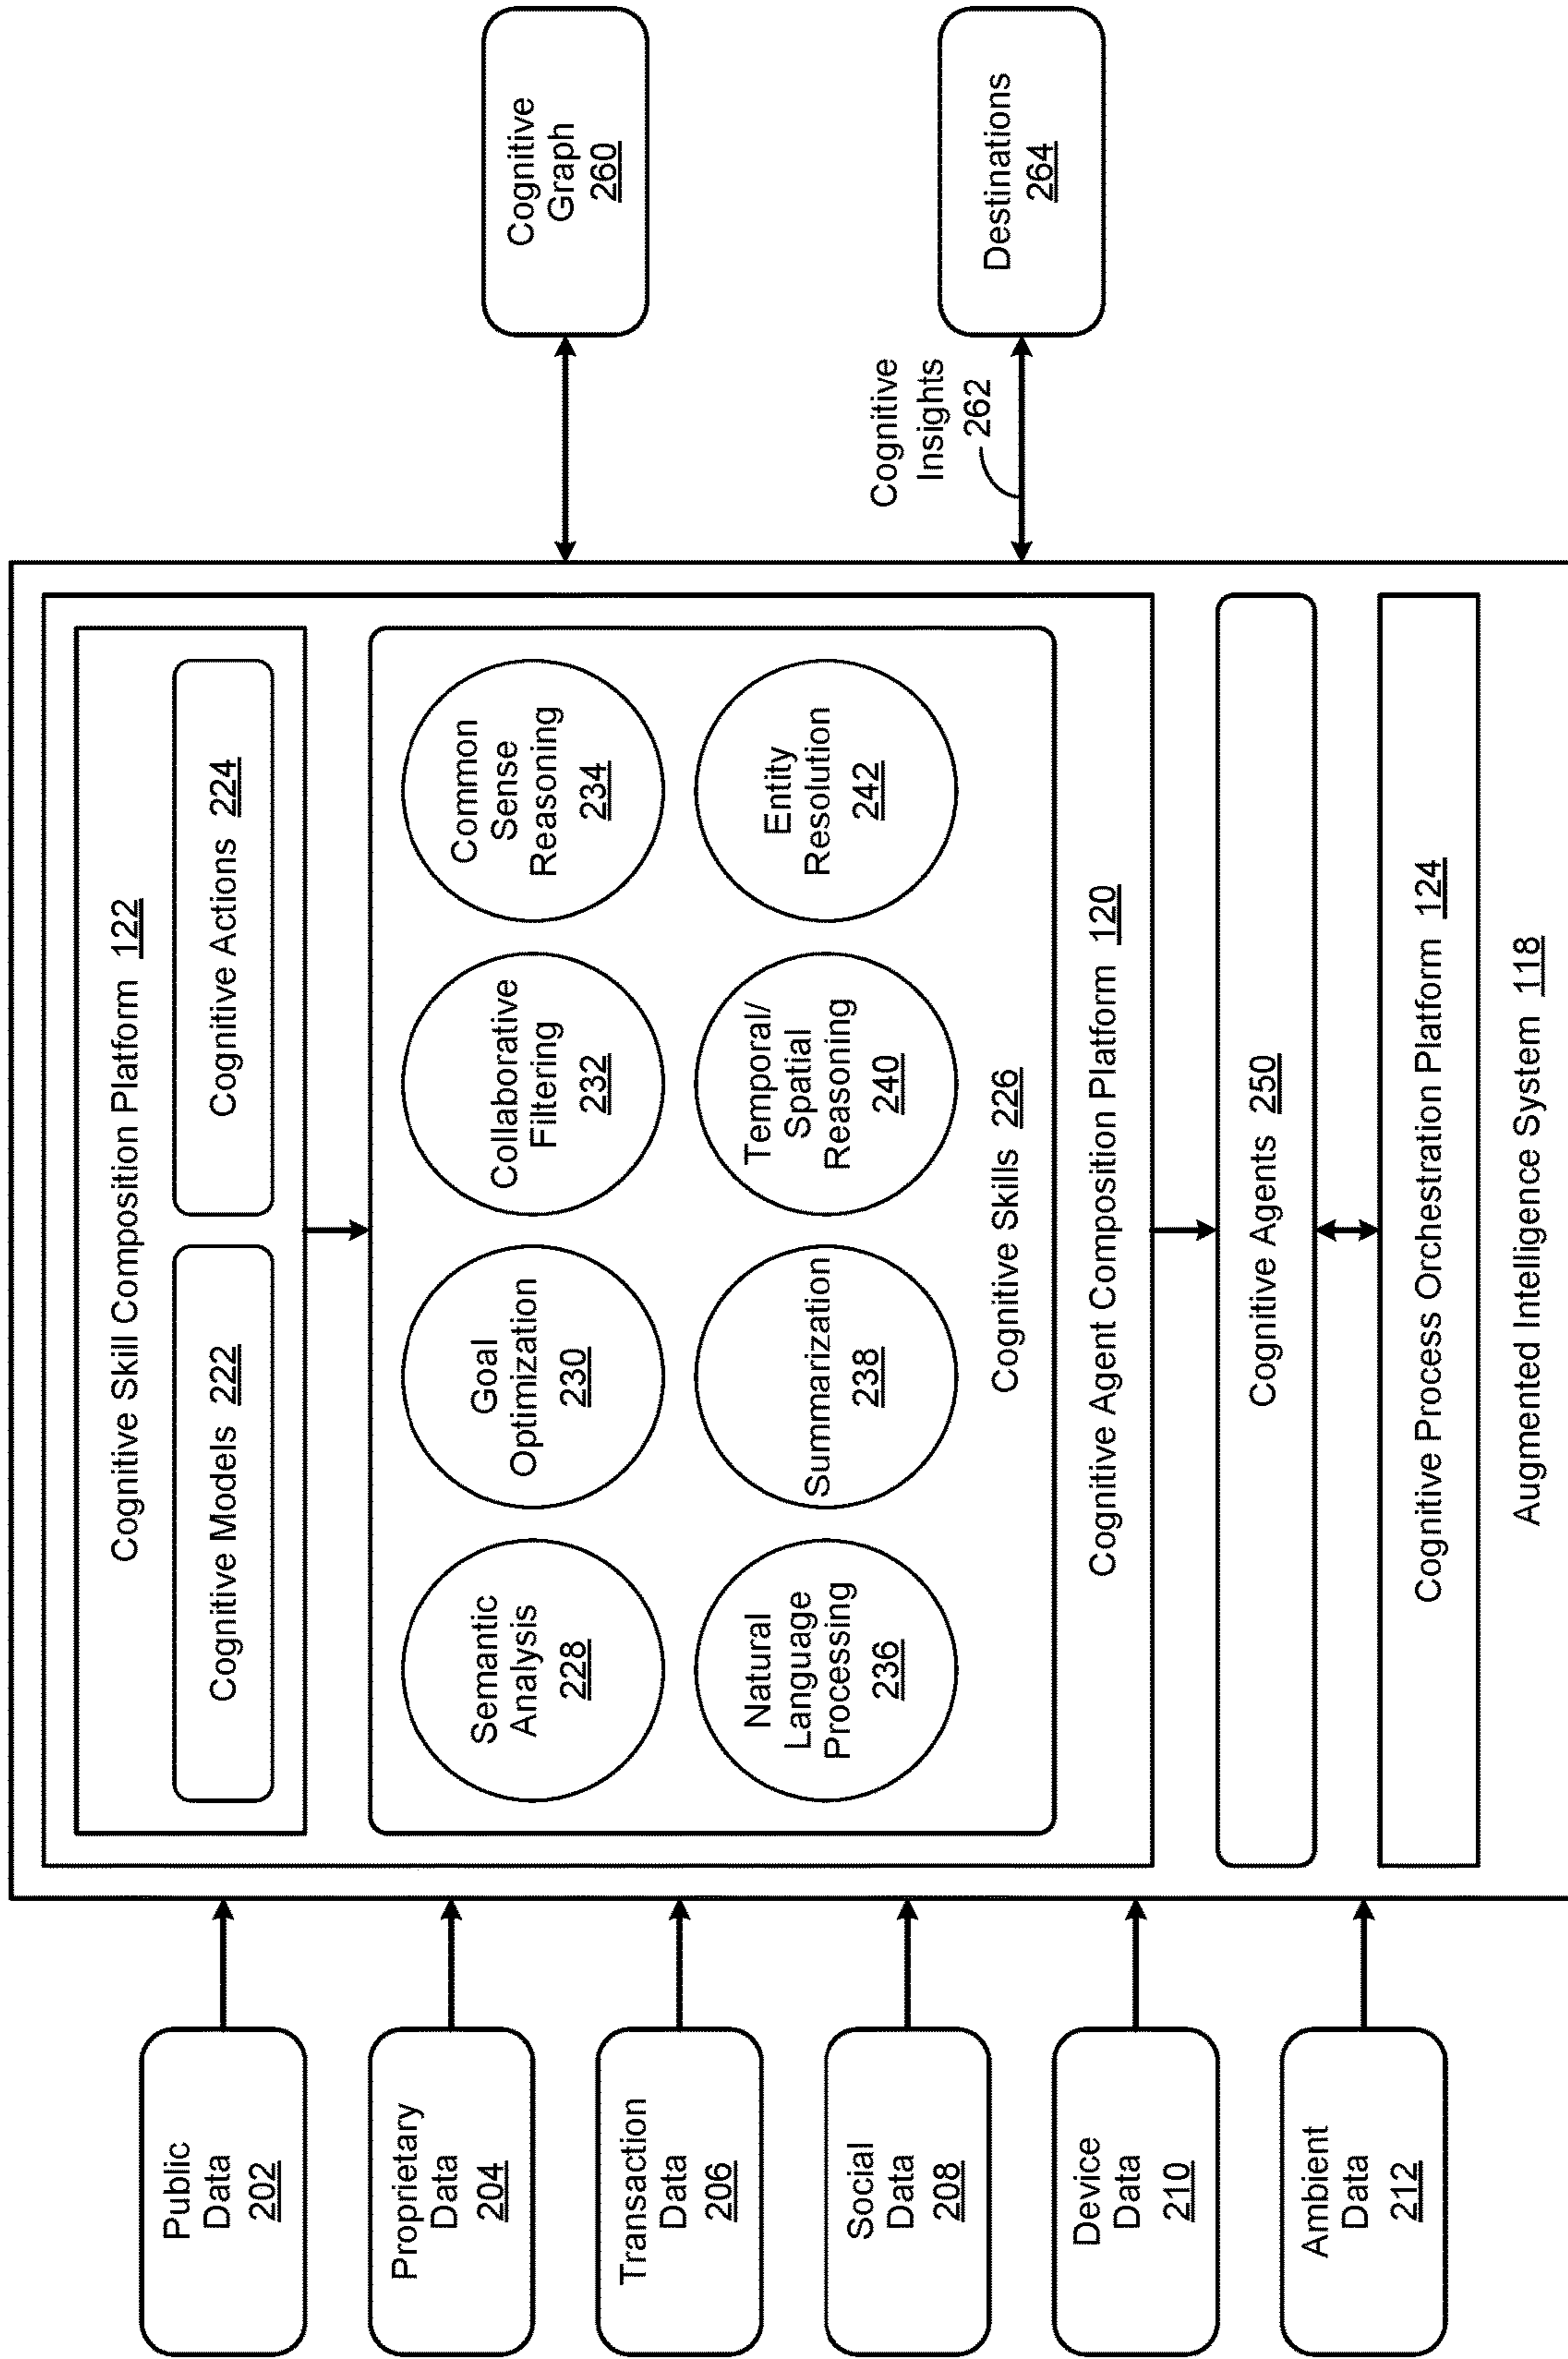 Public
Data
202
Proprietary
Data
204
Transaction
Data
206
Social
Data
208
Device
Data
210
Ambient
Data
212
Cognitive Skill Composition Platform 122
Cognitive Models 222
Cognitive Actions 224
Semantic
Analysis
228
Goal
Optimization
230
Collaborative
Filtering
232
Common
Sense
Reasoning
234
Natural
Language
Processing
236
Summarization
238
Temporal/
Spatial
Reasoning
240
Entity
Resolution
242
Cognitive Skills 226
Cognitive Agent Composition Platform 120
Cognitive Agents 250
Cognitive Process Orchestration Platform 124
Augmented Intelligence System 118
Cognitive
Graph
260
Cognitive
Insights
262
Destinations
264